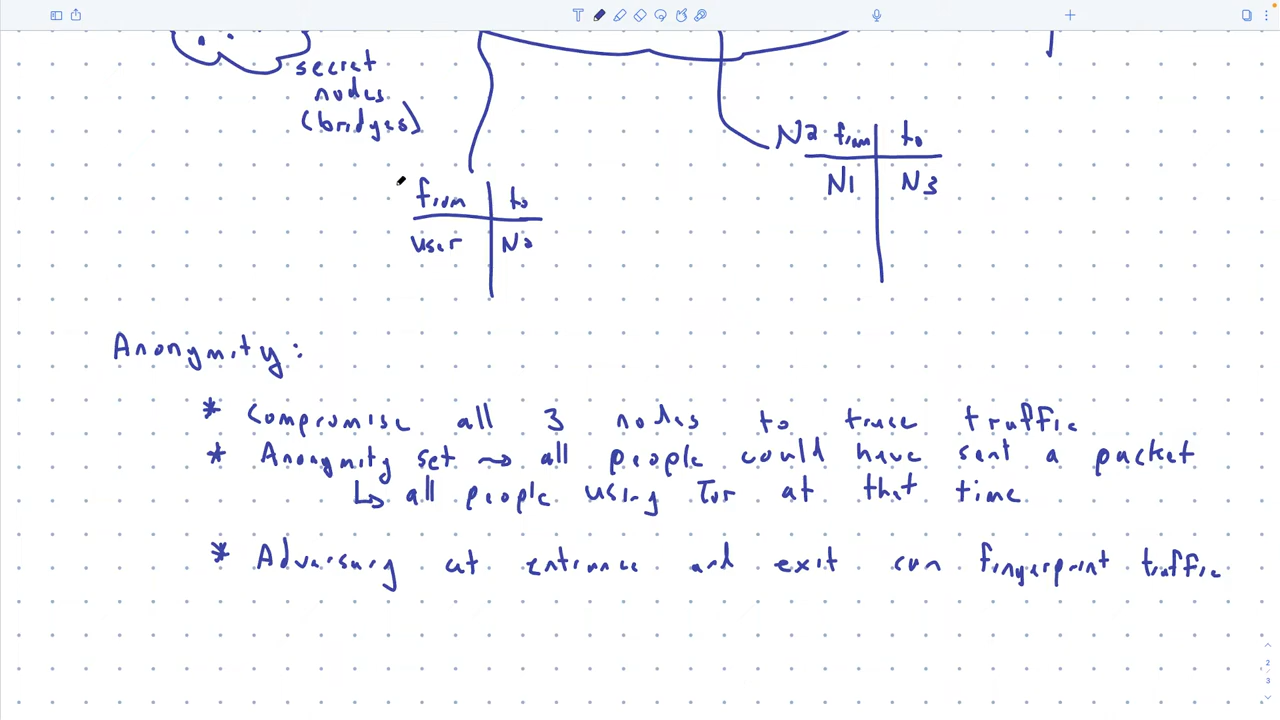 secret
nodes
(bridges)
N2 from to
N1 N3
from to
user N2
Anonymity:
* Compromise all 3 nodes to trace traffic
* Anonymity set ⇝ all people could have sent a packet
↳ all people using Tor at that time
* Adversary at entrance and exit can fingerprint traffic
2
3